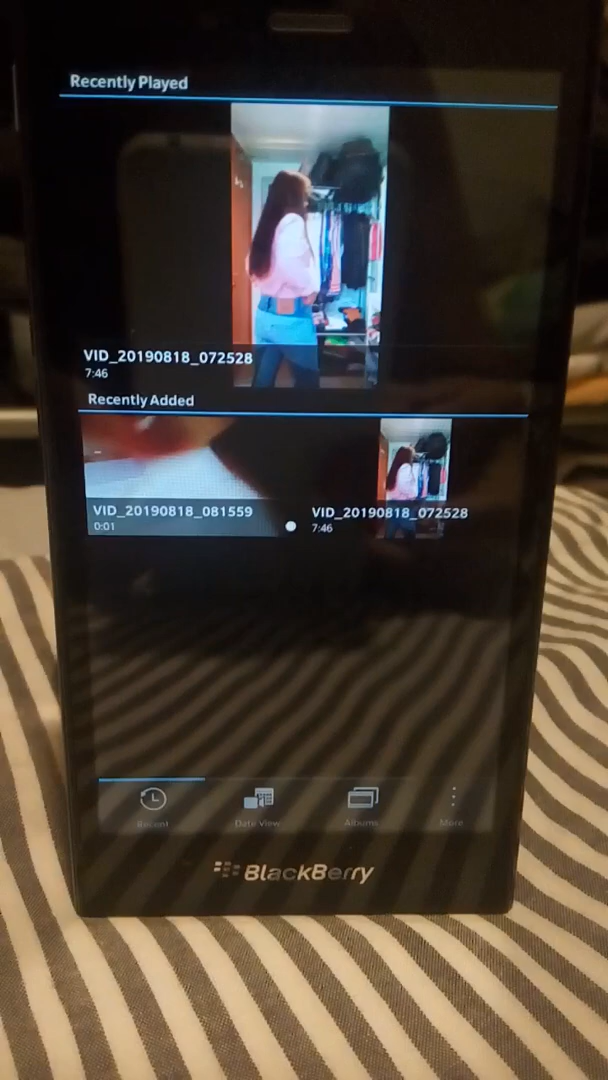 Recently Played
VID_20190818_072528
7:46
Recently Added
VID_20190818_081559
0:01
VID_20190818_072528
7:46
Recent
Date View
Albums
More
BlackBerry